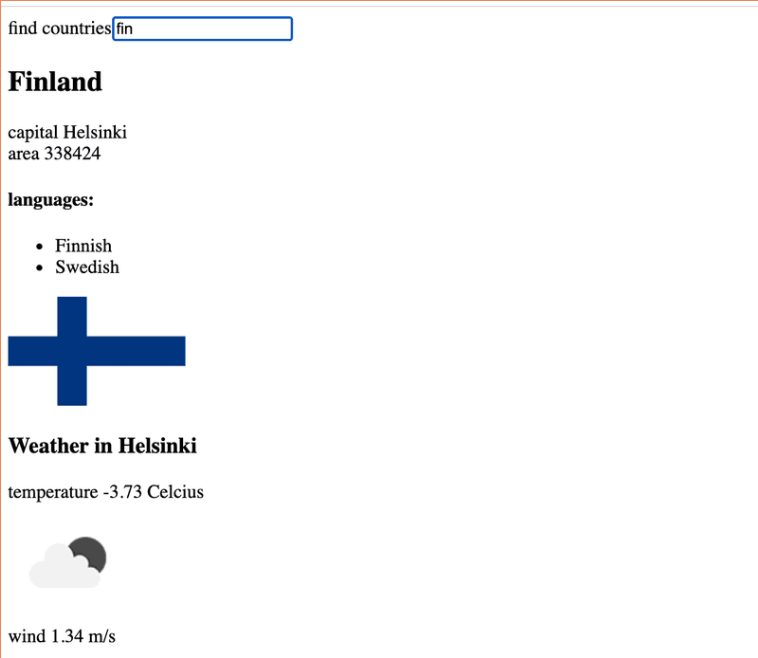 find countries fin
Finland
capital Helsinki
area 338424
languages:
• Finnish
• Swedish
Weather in Helsinki
temperature -3.73 Celcius
wind 1.34 m/s